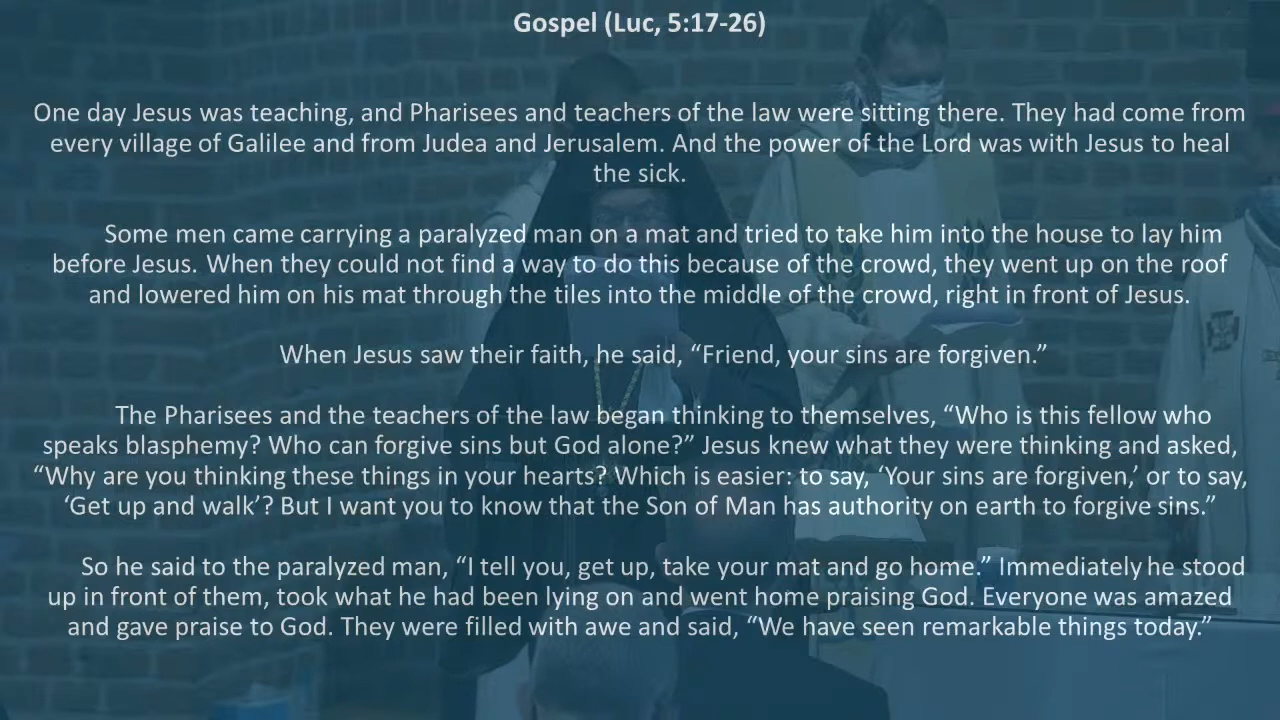 Gospel (Luc, 5:17-26)
One day Jesus was teaching, and Pharisees and teachers of the law were sitting there. They had come from
every village of Galilee and from Judea and Jerusalem. And the power of the Lord was with Jesus to heal
the sick.
Some men came carrying a paralyzed man on a mat and tried to take him into the house to lay him
before Jesus. When they could not find a way to do this because of the crowd, they went up on the roof
and lowered him on his mat through the tiles into the middle of the crowd, right in front of Jesus.
When Jesus saw their faith, he said, “Friend, your sins are forgiven.”
The Pharisees and the teachers of the law began thinking to themselves, “Who is this fellow who
speaks blasphemy? Who can forgive sins but God alone?” Jesus knew what they were thinking and asked,
“Why are you thinking these things in your hearts? Which is easier: to say, ‘Your sins are forgiven,’ or to say,
‘Get up and walk’? But I want you to know that the Son of Man has authority on earth to forgive sins.”
So he said to the paralyzed man, “I tell you, get up, take your mat and go home.” Immediately he stood
up in front of them, took what he had been lying on and went home praising God. Everyone was amazed
and gave praise to God. They were filled with awe and said, “We have seen remarkable things today.”